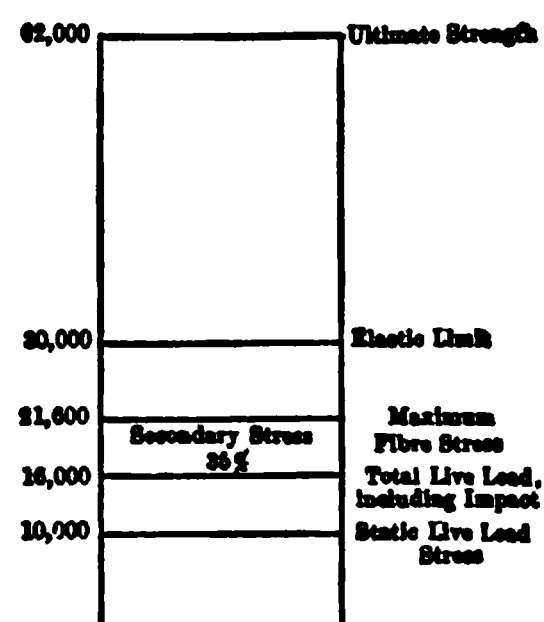 62,000 Ultimate Strength
30,000 Elastic Limit
21,600 Maximum
Fibre Stress
Secondary Stress
35%
16,000 Total Live Load,
including Impact
10,000 Static Live Load
Stress